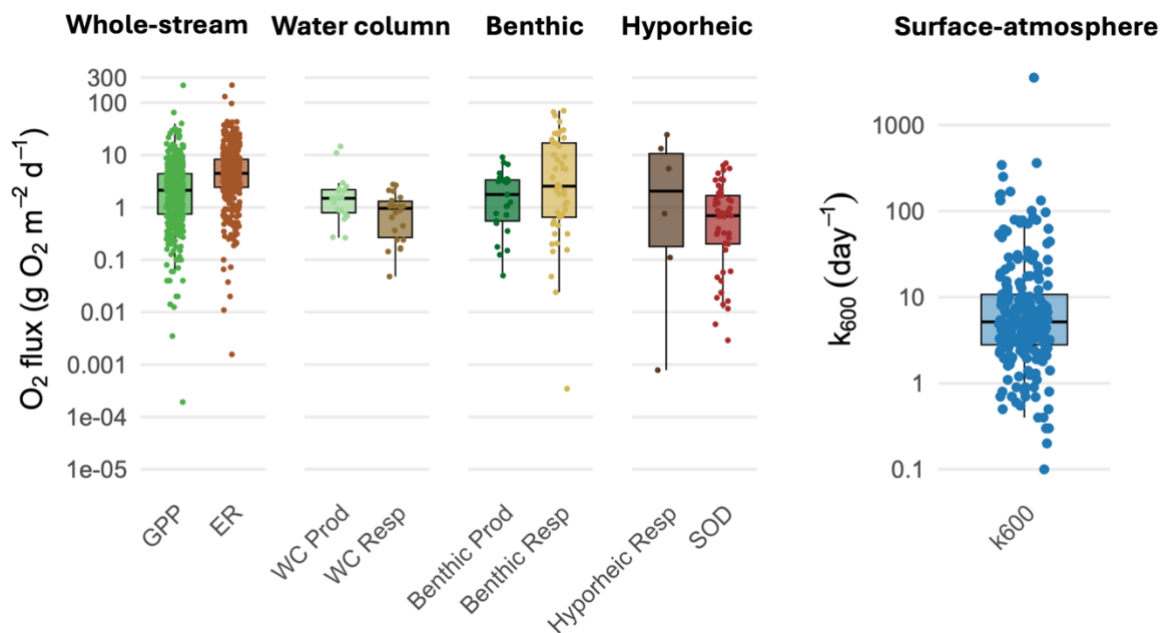 Whole-stream Water column Benthic Hyporheic Surface-atmosphere
O₂ flux (g O₂ m⁻² d⁻¹)
300
100
10
1
0.1
0.01
0.001
1e-04
1e-05
GPP
ER
WC Prod
WC Resp
Benthic Prod
Benthic Resp
Hyporheic Resp
SOD
k₆₀₀ (day⁻¹)
1000
100
10
1
0.1
k600